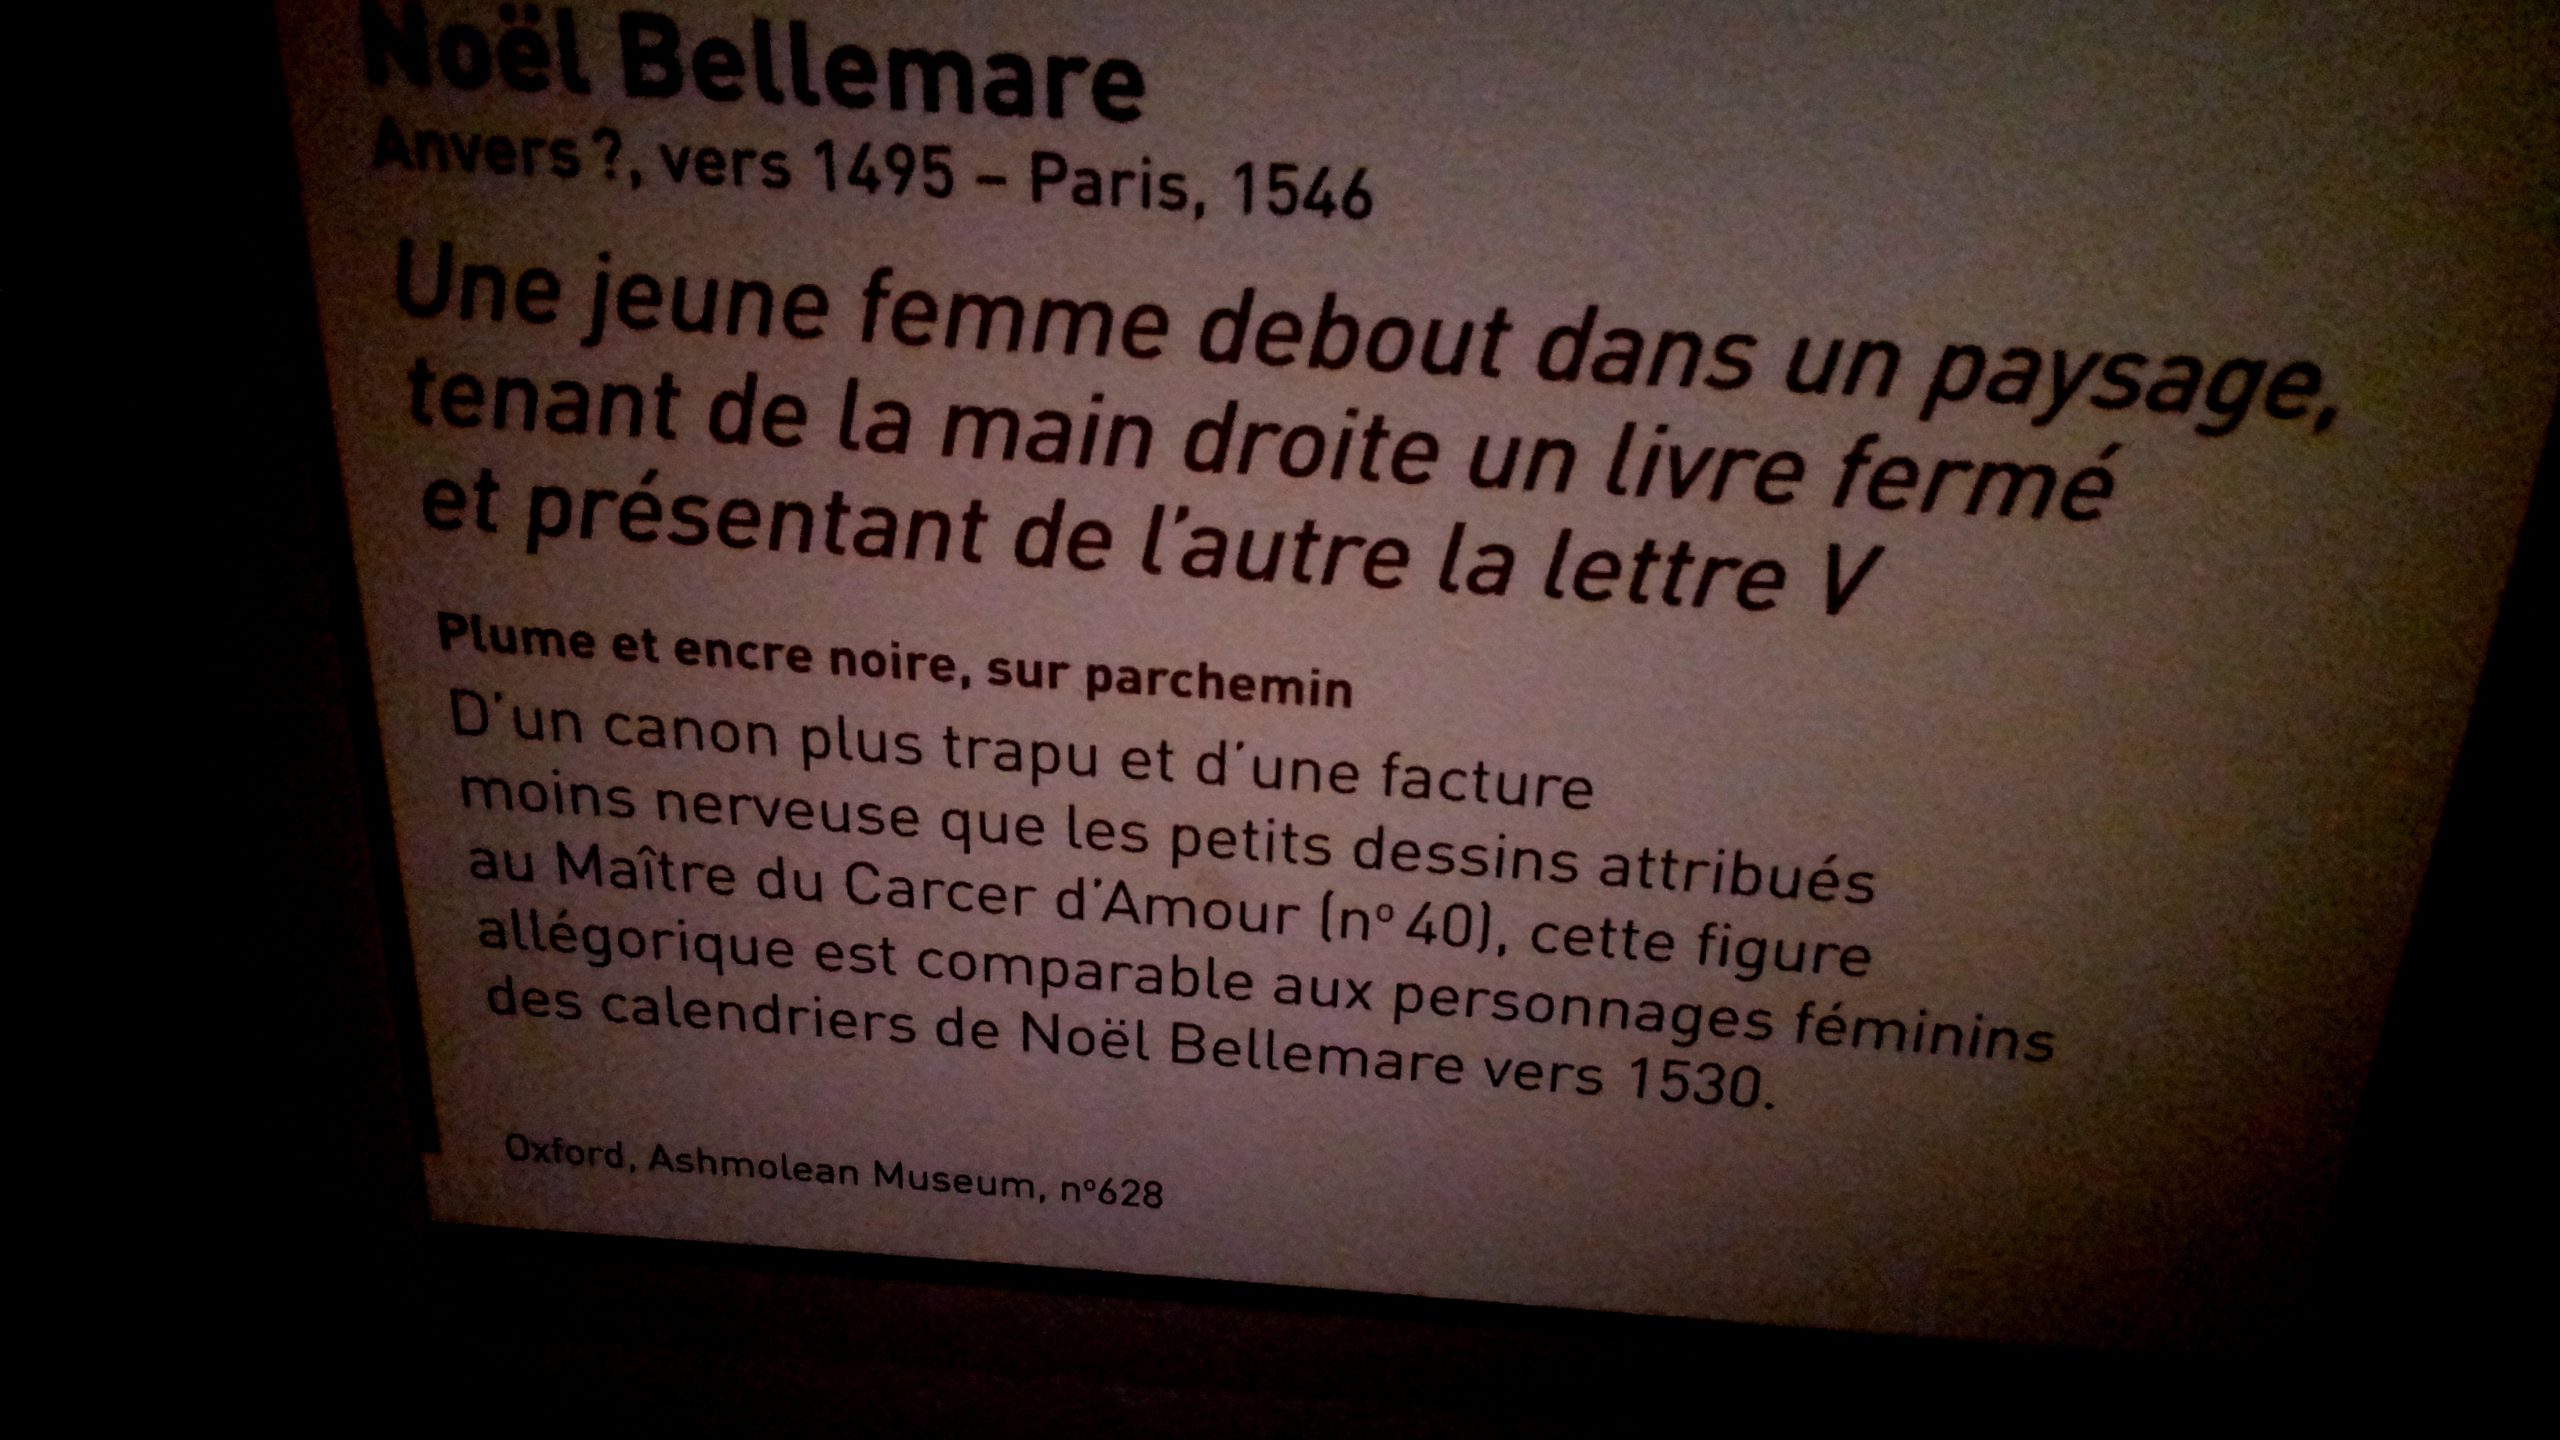 Noël Bellemare
Anvers ?, vers 1495 – Paris, 1546
Une jeune femme debout dans un paysage,
tenant de la main droite un livre fermé
et présentant de l'autre la lettre V
Plume et encre noire, sur parchemin
D'un canon plus trapu et d'une facture
moins nerveuse que les petits dessins attribués
au Maître du Carcer d'Amour (nº 40), cette figure
allégorique est comparable aux personnages féminins
des calendriers de Noël Bellemare vers 1530.
Oxford, Ashmolean Museum, nº628